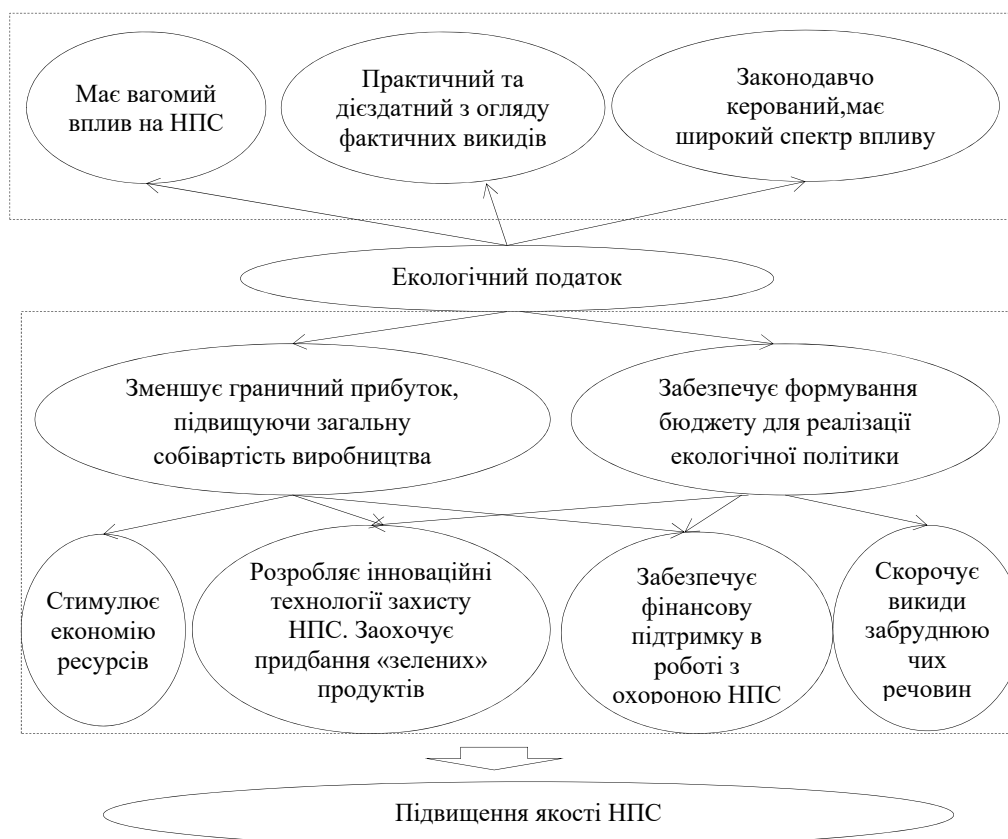 Має вагомий
вплив на НПС
Практичний та
дієздатний з огляду
фактичних викидів
Законодавчо
керований,має
широкий спектр впливу
Екологічний податок
Зменшує граничний прибуток,
підвищуючи загальну
собівартість виробництва
Забезпечує формування
бюджету для реалізації
екологічної політики
Стимулює
економію
ресурсів
Розробляє інноваційні
технології захисту
НПС. Заохочує
придбання «зелених»
продуктів
Забезпечує
фінансову
підтримку в
роботі з
охороною НПС
Скорочує
викиди
забруднюю
чих
речовин
Підвищення якості НПС